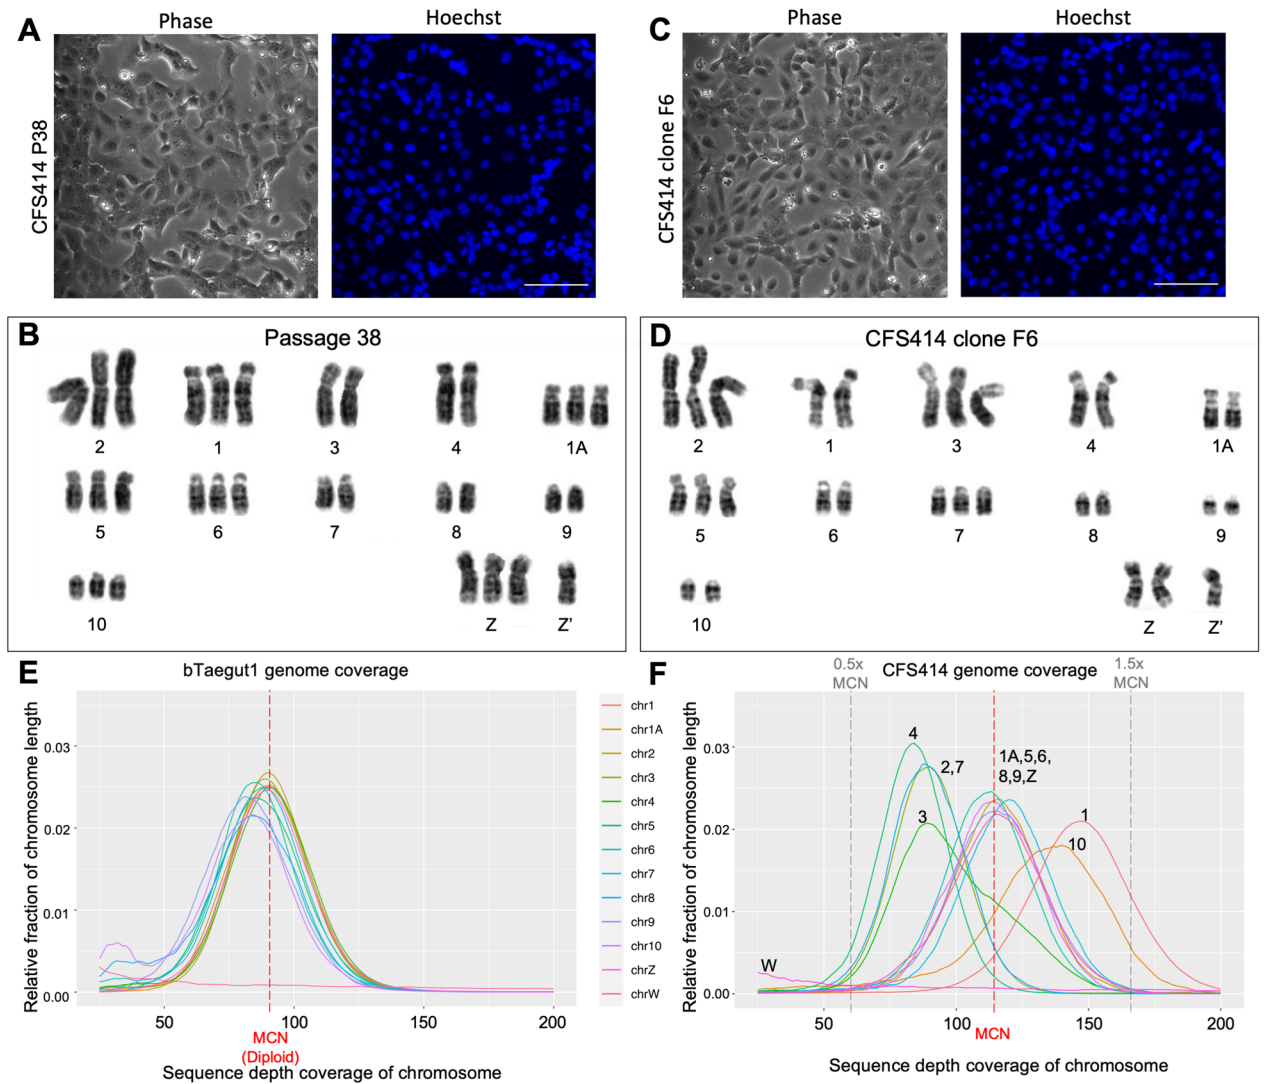 A
Phase
Hoechst
CFS414 P38
C
Phase
Hoechst
CFS414 clone F6
B
Passage 38
2
1
3
4
1A
5
6
7
8
9
10
Z
Z'
D
CFS414 clone F6
2
1
3
4
1A
5
6
7
8
9
10
Z
Z'
E
bTaegut1 genome coverage
Relative fraction of chromosome length
0.03
0.02
0.01
0.00
50
100
150
200
MCN
(Diploid)
Sequence depth coverage of chromosome
chr1
chr1A
chr2
chr3
chr4
chr5
chr6
chr7
chr8
chr9
chr10
chrZ
chrW
F
0.5x
MCN
CFS414 genome coverage
1.5x
MCN
Relative fraction of chromosome length
0.03
0.02
0.01
0.00
4
2,7
3
1A,5,6,
8,9,Z
1
10
W
50
100
150
200
MCN
Sequence depth coverage of chromosome